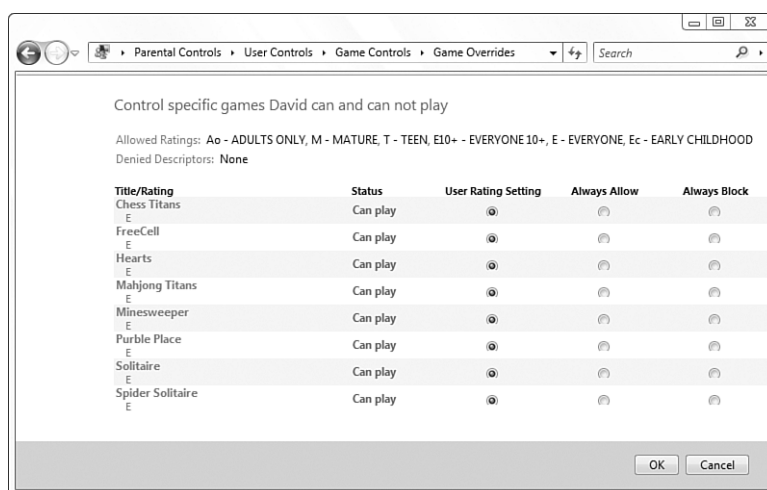 Parental Controls ▸ User Controls ▸ Game Controls ▸ Game Overrides
Search
Control specific games David can and can not play
Allowed Ratings: Ao - ADULTS ONLY, M - MATURE, T - TEEN, E10+ - EVERYONE 10+, E - EVERYONE, Ec - EARLY CHILDHOOD
Denied Descriptors: None
Title/Rating Status User Rating Setting Always Allow Always Block
Chess Titans
E Can play
FreeCell
E Can play
Hearts
E Can play
Mahjong Titans
E Can play
Minesweeper
E Can play
Purble Place
E Can play
Solitaire
E Can play
Spider Solitaire
E Can play
OK Cancel